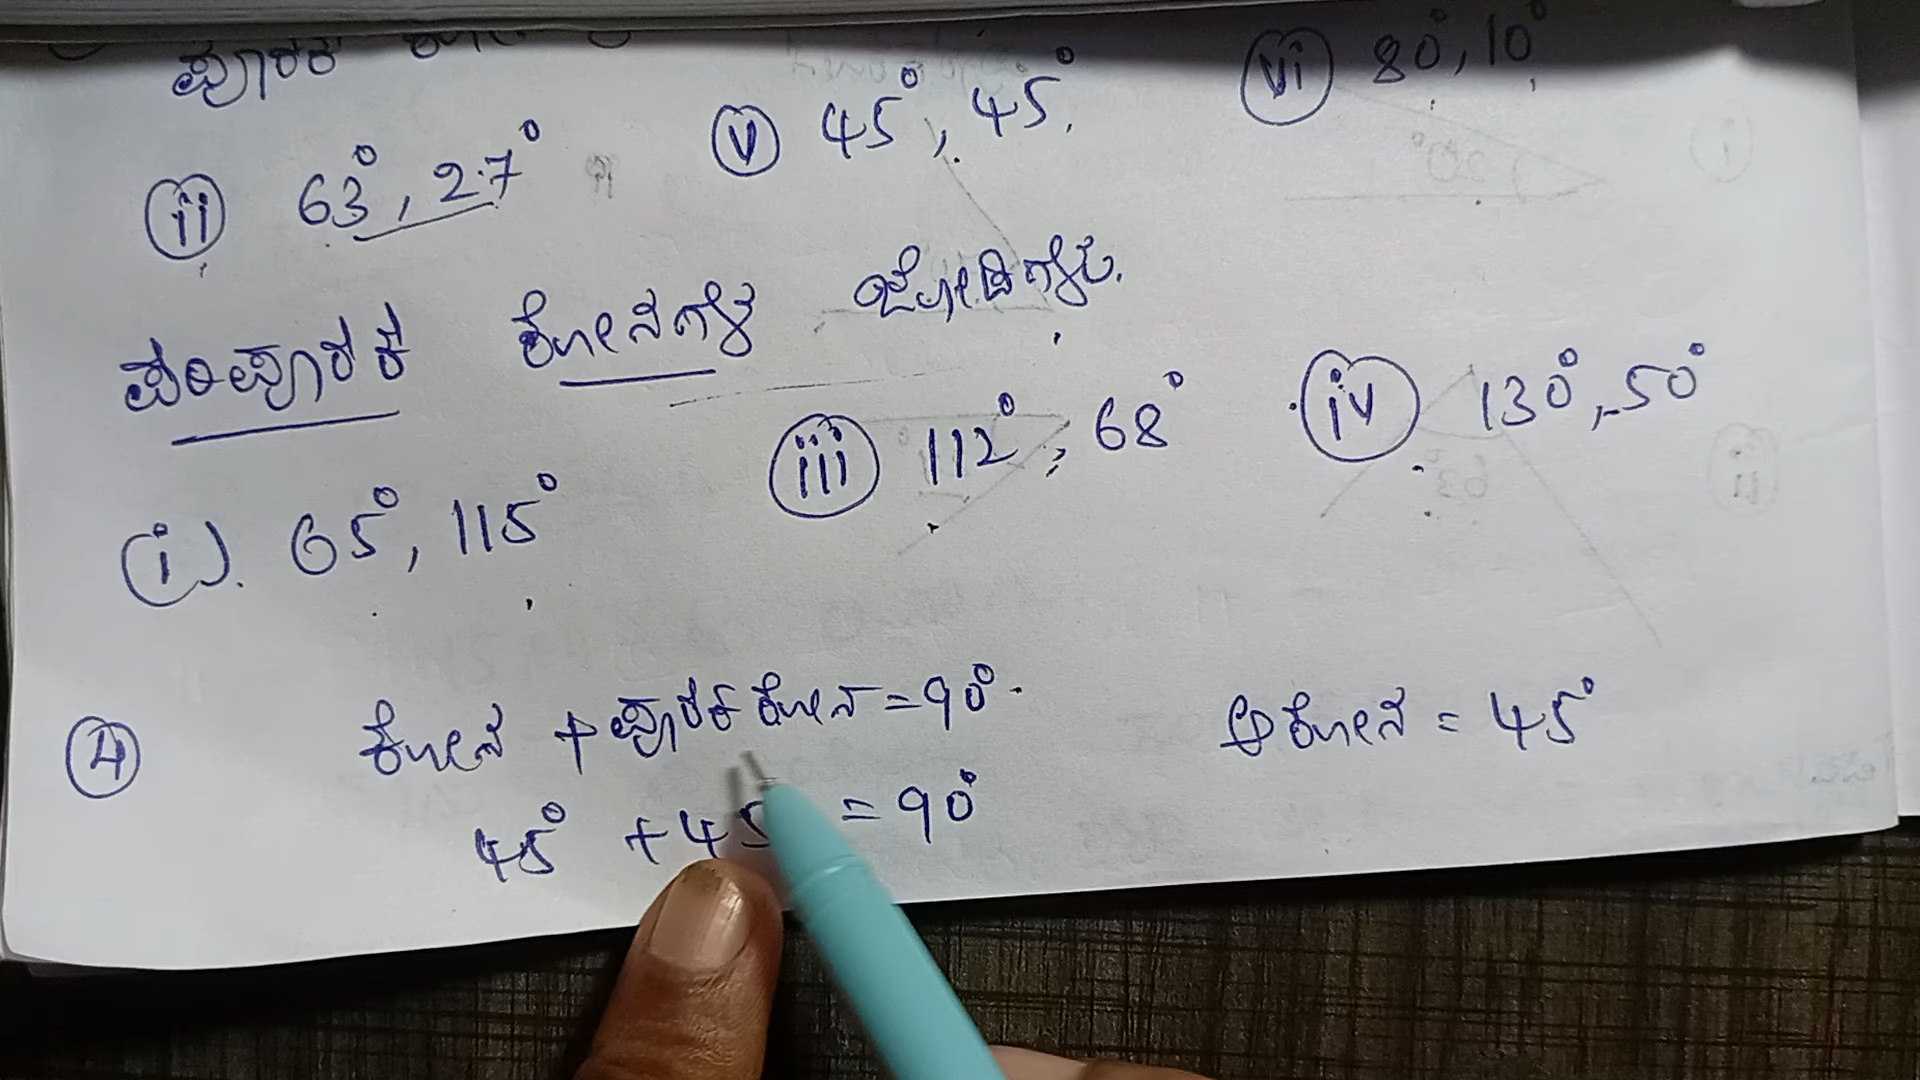 ಪೂರಕ
(ii) 63°, 27° (v) 45°, 45°. (vi) 80°, 10°
ಪರಿಪೂರಕ ಕೋನಗಳ ಜೋಡಿಗಳು.
(i). 65°, 115° (iii) 112°, 68° (iv) 130°, 50°
(4) ಕೋನ + ಪೂರಕ ಕೋನ = 90°. ಆ ಕೋನ = 45°
45° + 45 = 90°